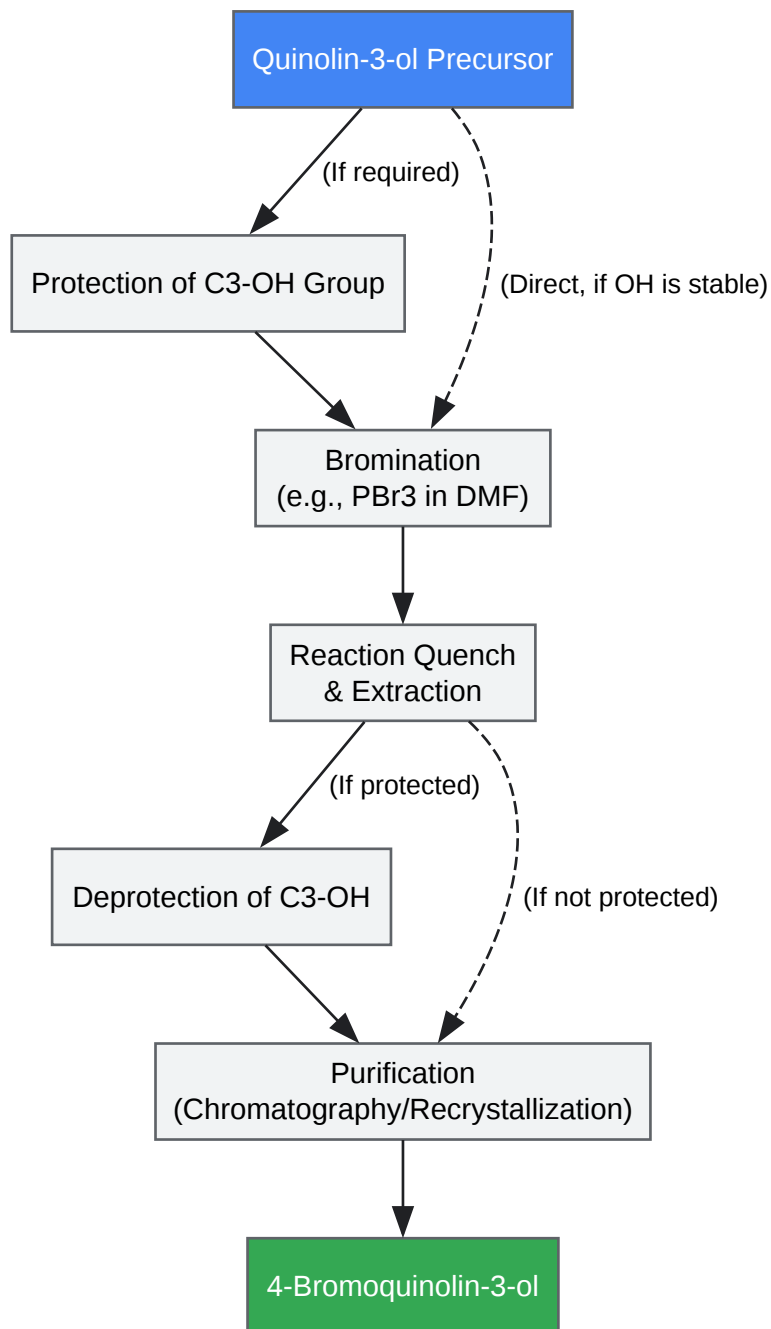 Quinolin-3-ol Precursor
(If required)
Protection of C3-OH Group
(Direct, if OH is stable)
Bromination
(e.g., PBr3 in DMF)
Reaction Quench
& Extraction
(If protected)
Deprotection of C3-OH
(If not protected)
Purification
(Chromatography/Recrystallization)
4-Bromoquinolin-3-ol